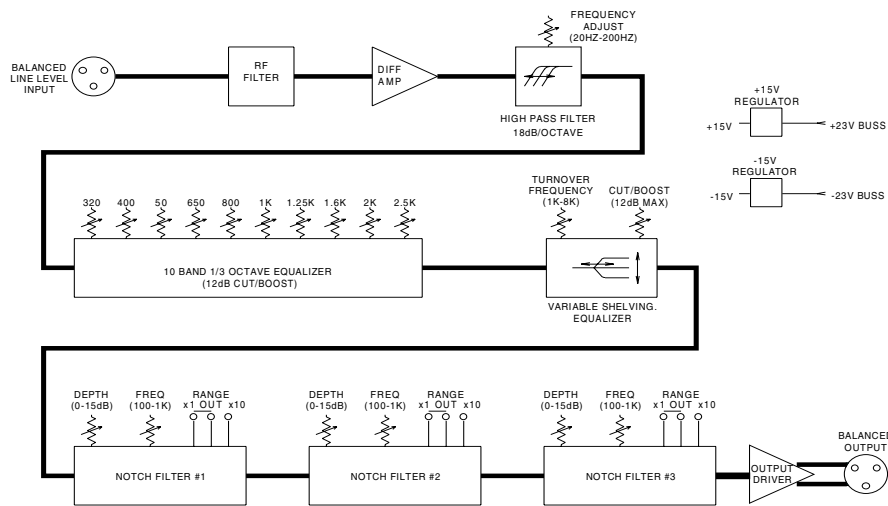 FREQUENCY
ADJUST
(20HZ-200HZ)
BALANCED
LINE LEVEL
INPUT
RF
FILTER
DIFF
AMP
HIGH PASS FILTER
18dB/OCTAVE
+15V
REGULATOR
+15V
+23V BUSS
-15V
REGULATOR
-15V
-23V BUSS
320 400 50 650 800 1K 1.25K 1.6K 2K 2.5K
10 BAND 1/3 OCTAVE EQUALIZER
(12dB CUT/BOOST)
TURNOVER
FREQUENCY
(1K-8K)
CUT/BOOST
(12dB MAX)
VARIABLE SHELVING.
EQUALIZER
DEPTH
(0-15dB)
FREQ
(100-1K)
RANGE
x1 OUT x10
NOTCH FILTER #1
DEPTH
(0-15dB)
FREQ
(100-1K)
RANGE
x1 OUT x10
NOTCH FILTER #2
DEPTH
(0-15dB)
FREQ
(100-1K)
RANGE
x1 OUT x10
NOTCH FILTER #3
OUTPUT
DRIVER
BALANCED
OUTPUT